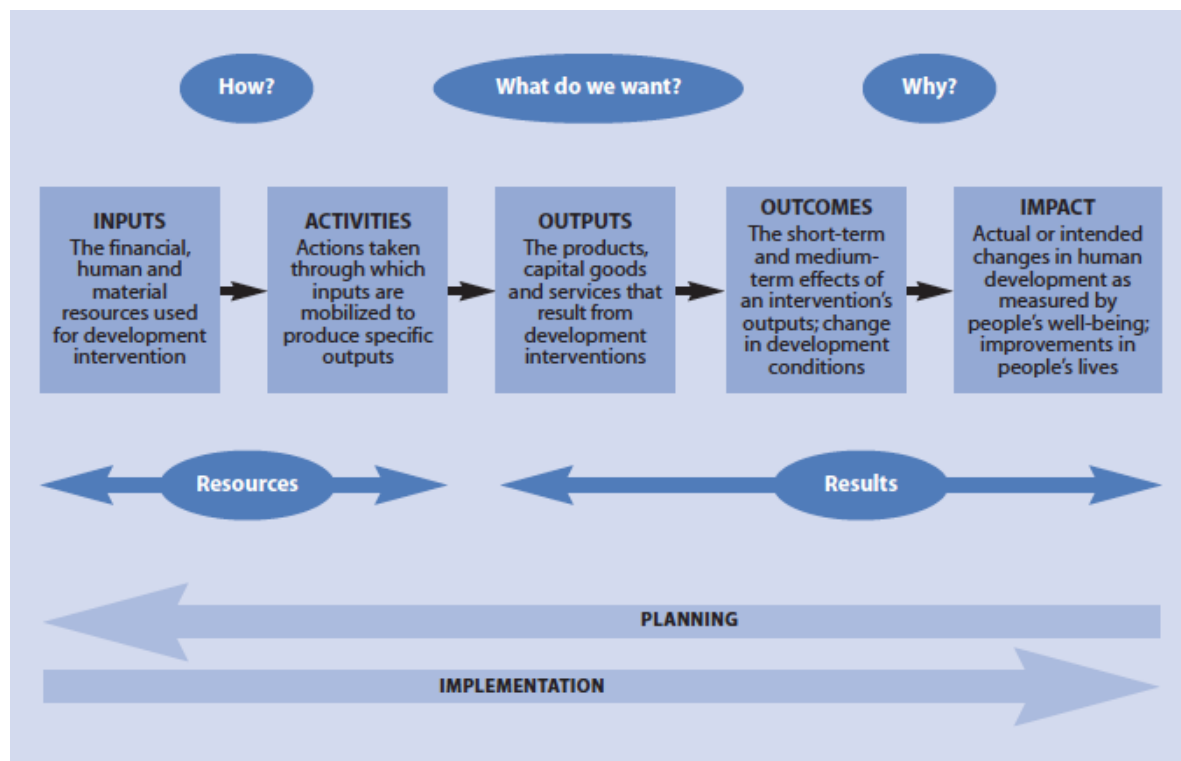 How?
What do we want?
Why?
INPUTS
The financial,
human and
material
resources used
for development
intervention
ACTIVITIES
Actions taken
through which
inputs are
mobilized to
produce specific
outputs
OUTPUTS
The products,
capital goods
and services that
result from
development
interventions
OUTCOMES
The short-term
and medium-
term effects of
an intervention's
outputs; change
in development
conditions
IMPACT
Actual or intended
changes in human
development as
measured by
people's well-being;
improvements in
people's lives
Resources
Results
PLANNING
IMPLEMENTATION